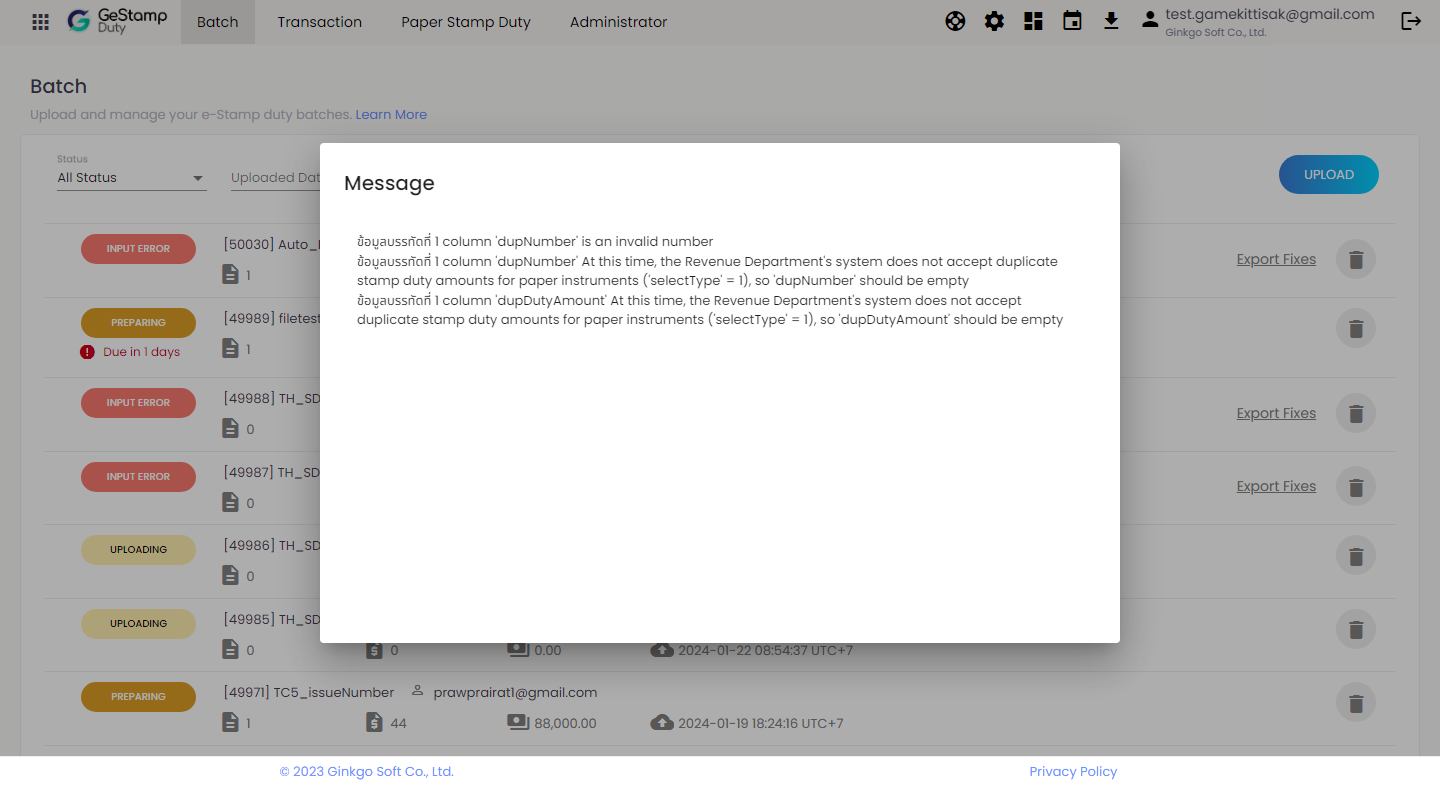 GeStamp
Duty
Batch
Transaction
Paper Stamp Duty
Administrator
test.gamekittisak@gmail.com
Ginkgo Soft Co., Ltd.
Batch
Upload and manage your e-Stamp duty batches. Learn More
Status
All Status
Uploaded Dat
UPLOAD
Message
ข้อมูลบรรทัดที่ 1 column 'dupNumber' is an invalid number
ข้อมูลบรรทัดที่ 1 column 'dupNumber' At this time, the Revenue Department's system does not accept duplicate
stamp duty amounts for paper instruments ('selectType' = 1), so 'dupNumber' should be empty
ข้อมูลบรรทัดที่ 1 column 'dupDutyAmount' At this time, the Revenue Department's system does not accept
duplicate stamp duty amounts for paper instruments ('selectType' = 1), so 'dupDutyAmount' should be empty
INPUT ERROR
[50030] Auto_
1
Export Fixes
PREPARING
[49989] filetest
Due in 1 days
1
INPUT ERROR
[49988] TH_SD
0
Export Fixes
INPUT ERROR
[49987] TH_SD
0
Export Fixes
UPLOADING
[49986] TH_SD
0
UPLOADING
[49985] TH_SD
0
0
0.00
2024-01-22 08:54:37 UTC+7
PREPARING
[49971] TC5_issueNumber
prawprairat1@gmail.com
1
44
88,000.00
2024-01-19 18:24:16 UTC+7
© 2023 Ginkgo Soft Co., Ltd.
Privacy Policy